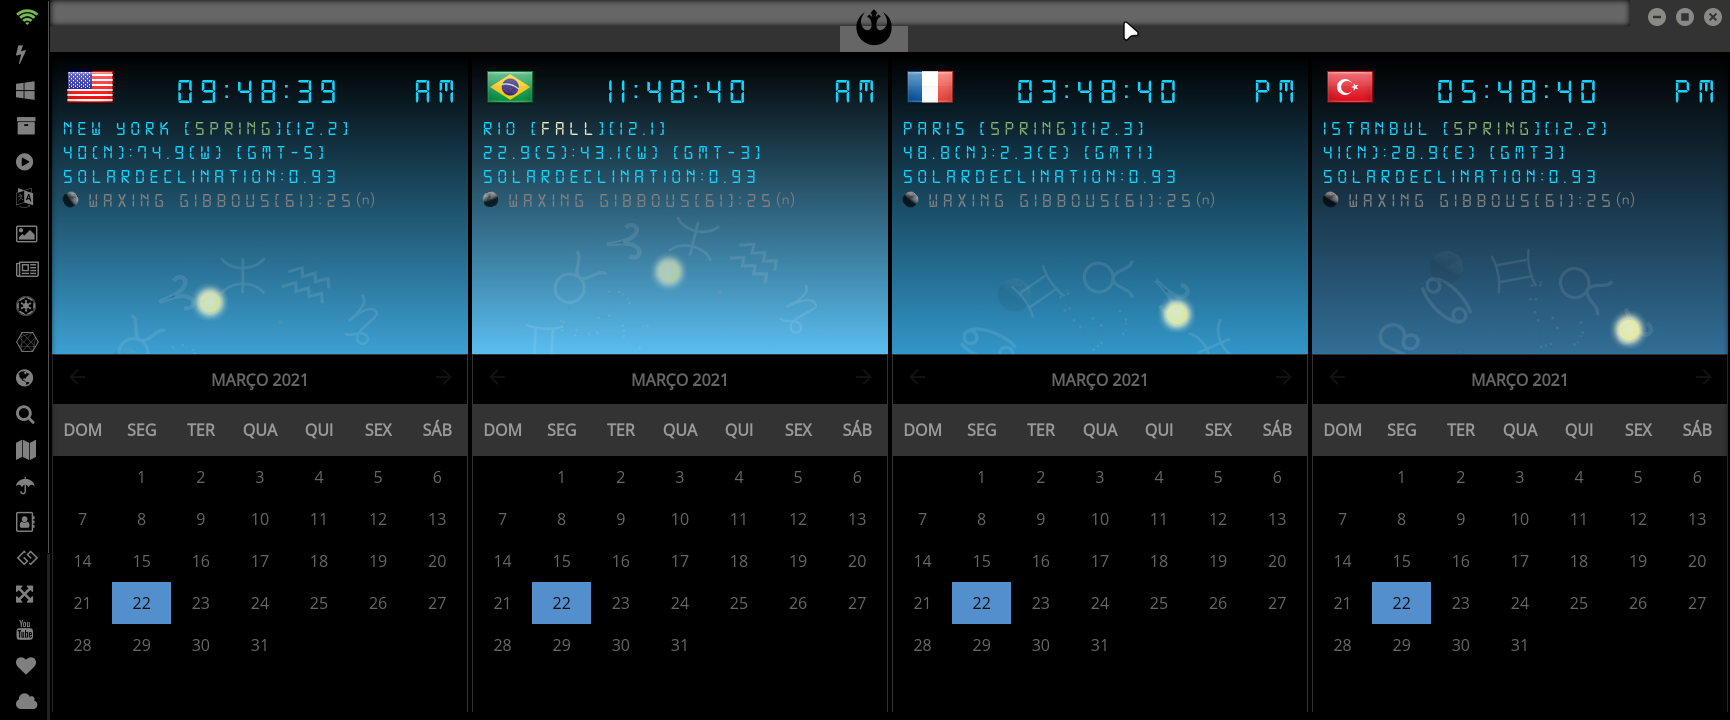 09:48:39 AM
NEW YORK [SPRING][12.2]
40(N):74.9(W) [GMT-5]
SOLARDECLINATION:0.93
WAXING GIBBOUS[61]:25(n)
MARÇO 2021
DOM SEG TER QUA QUI SEX SÁB
1 2 3 4 5 6
7 8 9 10 11 12 13
14 15 16 17 18 19 20
21 22 23 24 25 26 27
28 29 30 31
11:48:40 AM
RIO [FALL][12.1]
22.9(S):43.1(W) [GMT-3]
SOLARDECLINATION:0.93
WAXING GIBBOUS[61]:25(n)
MARÇO 2021
DOM SEG TER QUA QUI SEX SÁB
1 2 3 4 5 6
7 8 9 10 11 12 13
14 15 16 17 18 19 20
21 22 23 24 25 26 27
28 29 30 31
03:48:40 PM
PARIS [SPRING][12.3]
48.8(N):2.3(E) [GMT1]
SOLARDECLINATION:0.93
WAXING GIBBOUS[61]:25(n)
MARÇO 2021
DOM SEG TER QUA QUI SEX SÁB
1 2 3 4 5 6
7 8 9 10 11 12 13
14 15 16 17 18 19 20
21 22 23 24 25 26 27
28 29 30 31
05:48:40 PM
ISTANBUL [SPRING][12.2]
41(N):28.9(E) [GMT3]
SOLARDECLINATION:0.93
WAXING GIBBOUS[61]:25(n)
MARÇO 2021
DOM SEG TER QUA QUI SEX SÁB
1 2 3 4 5 6
7 8 9 10 11 12 13
14 15 16 17 18 19 20
21 22 23 24 25 26 27
28 29 30 31
You
Tube